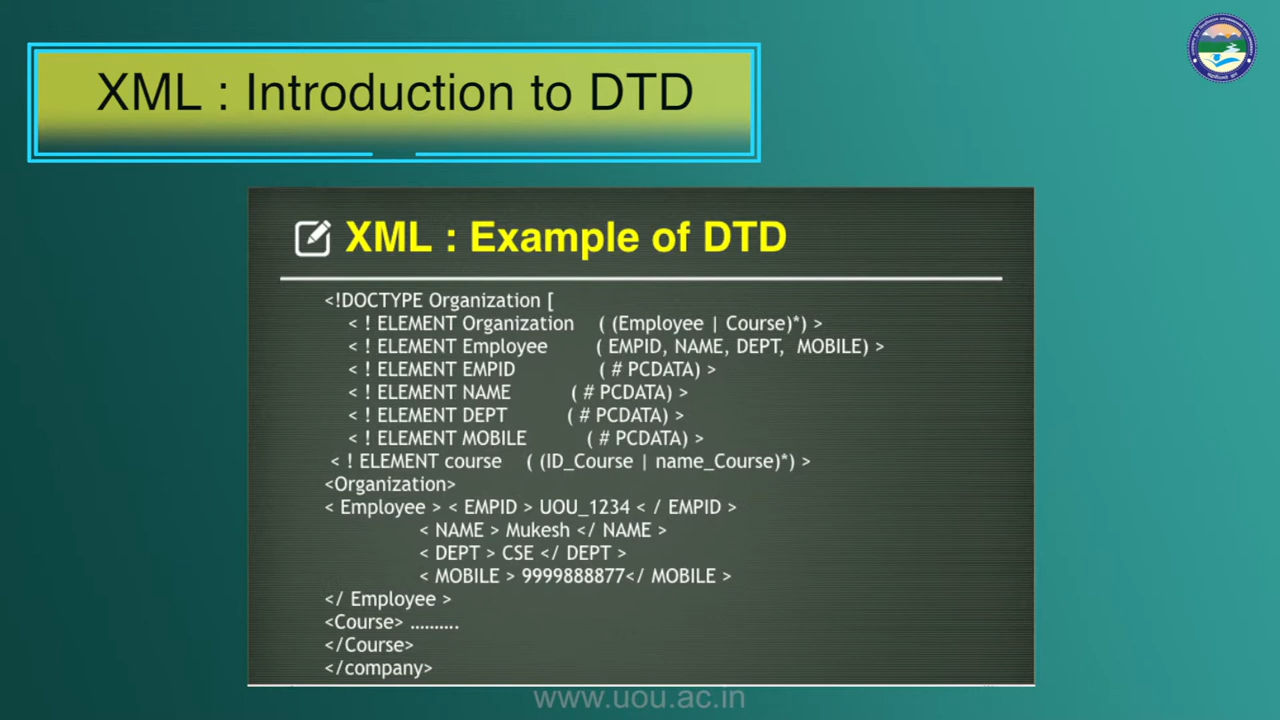 XML : Introduction to DTD
XML : Example of DTD
<!DOCTYPE Organization [
< ! ELEMENT Organization ( (Employee | Course)*) >
< ! ELEMENT Employee ( EMPID, NAME, DEPT, MOBILE) >
< ! ELEMENT EMPID ( # PCDATA) >
< ! ELEMENT NAME ( # PCDATA) >
< ! ELEMENT DEPT ( # PCDATA) >
< ! ELEMENT MOBILE ( # PCDATA) >
< ! ELEMENT course ( (ID_Course | name_Course)*) >
<Organization>
< Employee > < EMPID > UOU_1234 < / EMPID >
< NAME > Mukesh </ NAME >
< DEPT > CSE </ DEPT >
< MOBILE > 9999888877</ MOBILE >
</ Employee >
<Course> ..........
</Course>
</company>
www.uou.ac.in